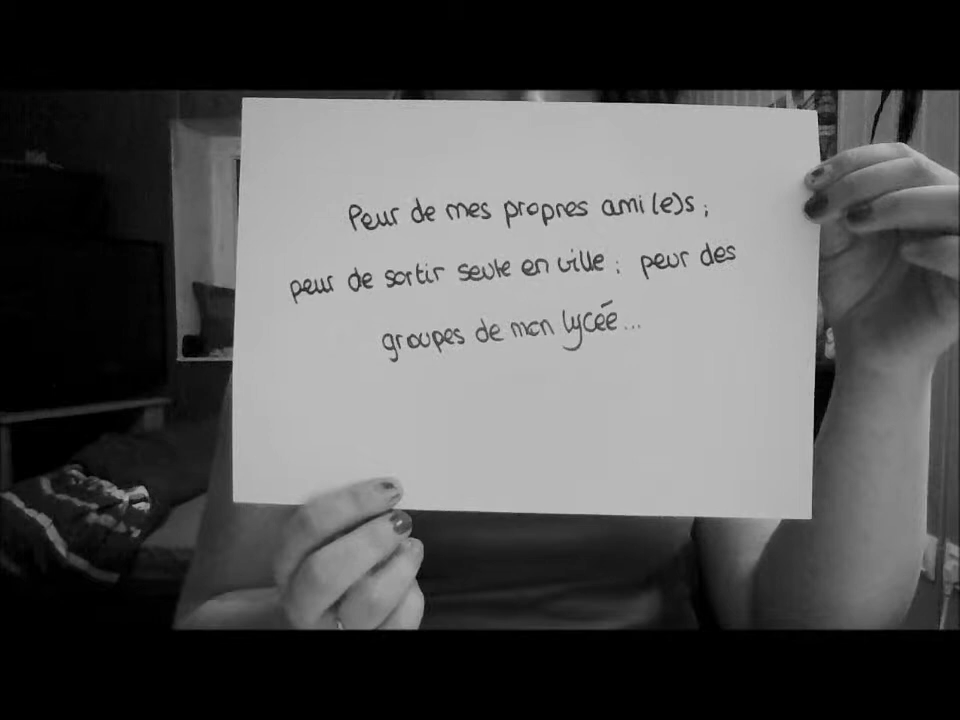 Peur de mes propres ami(e)s ;
peur de sortir seule en ville ; peur des
groupes de mon lycée...